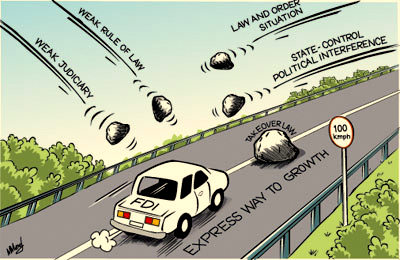 WEAK RULE OF LAW
WEAK JUDICIARY
LAW AND ORDER
SITUATION
STATE-CONTROL
POLITICAL INTERFERENCE
TAKEOVER LAW
100
kmph
FDI
EXPRESS WAY TO GROWTH